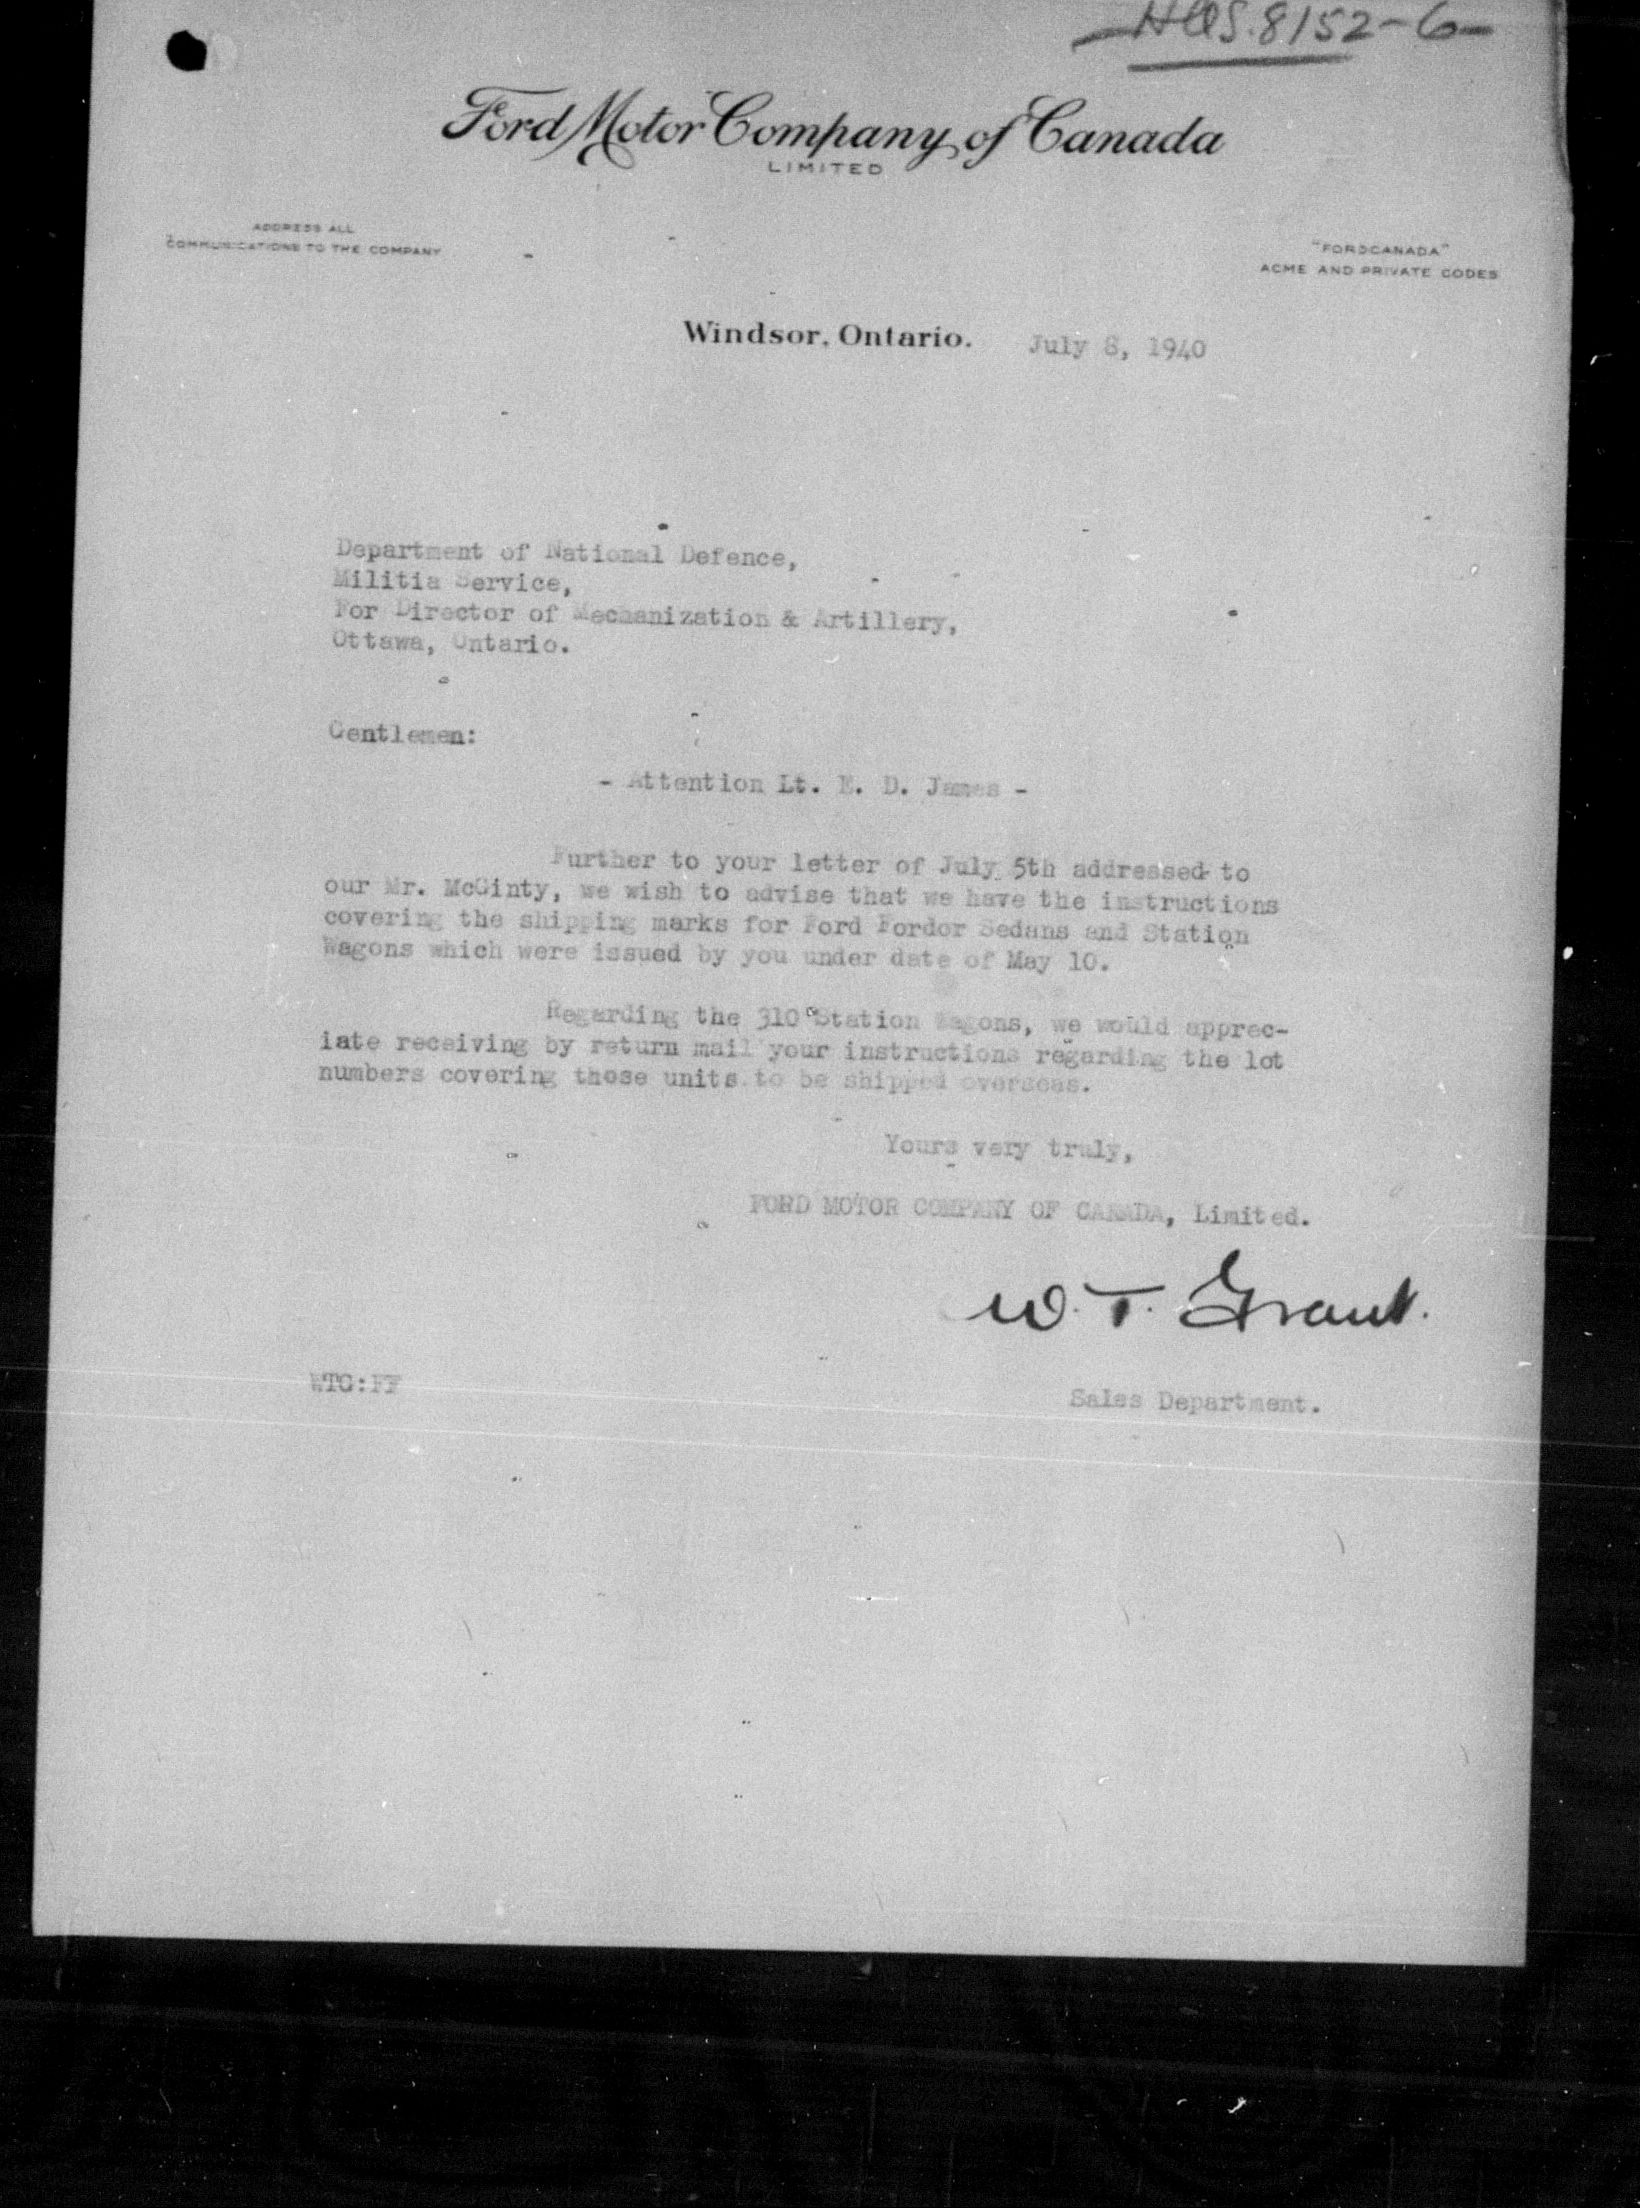 HQS.8152-6-
Ford Motor Company of Canada
LIMITED
ADDRESS ALL
COMMUNICATIONS TO THE COMPANY
"FORDCANADA"
ACME AND PRIVATE CODES
Windsor, Ontario. July 8, 1940
Department of National Defence,
Militia Service,
For Director of Mechanization & Artillery,
Ottawa, Ontario.
Gentlemen:
- Attention Lt. E. D. James -
Further to your letter of July 5th addressed to
our Mr. McGinty, we wish to advise that we have the instructions
covering the shipping marks for Ford Fordor Sedans and Station
Wagons which were issued by you under date of May 10.
Regarding the 310 Station Wagons, we would apprec-
iate receiving by return mail your instructions regarding the lot
numbers covering those units to be shipped overseas.
Yours very truly,
FORD MOTOR COMPANY OF CANADA, Limited.
W. T. Grant.
WTG:FF
Sales Department.